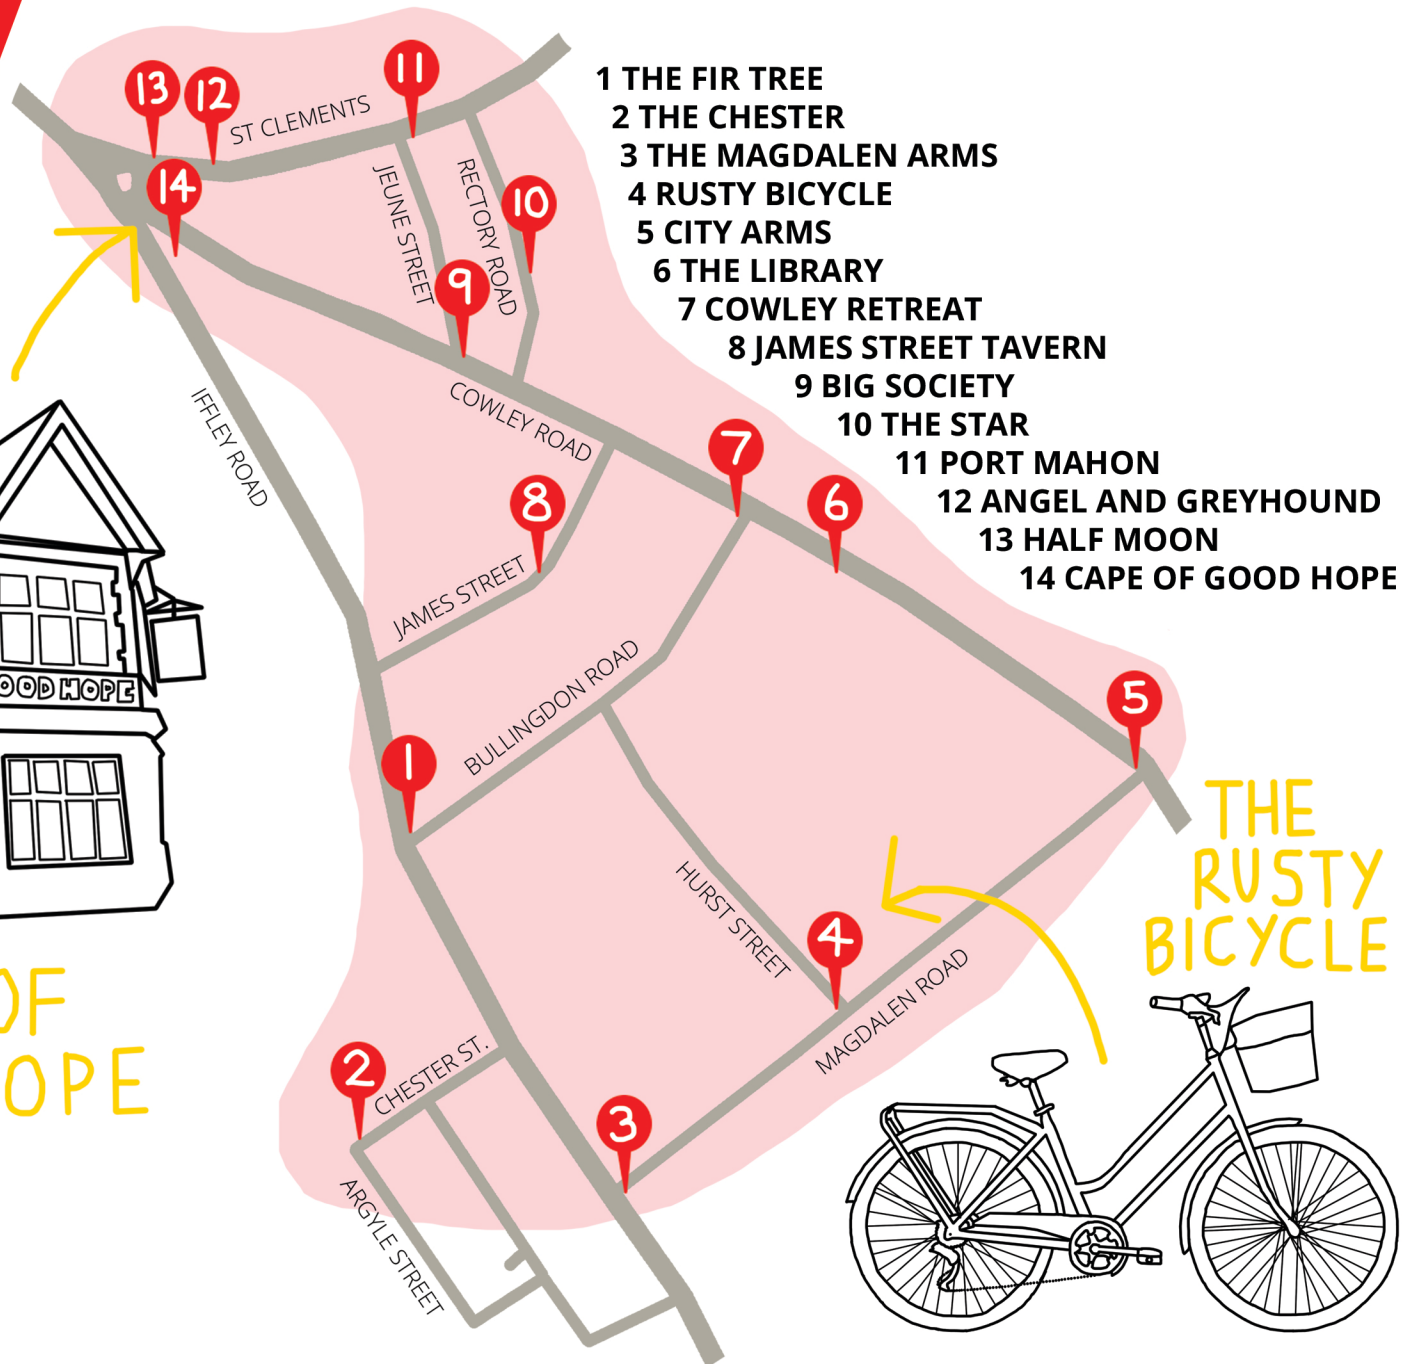 1 THE FIR TREE
2 THE CHESTER
3 THE MAGDALEN ARMS
4 RUSTY BICYCLE
5 CITY ARMS
6 THE LIBRARY
7 COWLEY RETREAT
8 JAMES STREET TAVERN
9 BIG SOCIETY
10 THE STAR
11 PORT MAHON
12 ANGEL AND GREYHOUND
13 HALF MOON
14 CAPE OF GOOD HOPE
13
12
11
14
10
9
7
8
6
5
1
4
2
3
ST CLEMENTS
JEUNE STREET
RECTORY ROAD
COWLEY ROAD
IFFLEY ROAD
JAMES STREET
BULLINGDON ROAD
HURST STREET
MAGDALEN ROAD
CHESTER ST.
ARGYLE STREET
OOD HOPE
OF
OPE
THE
RUSTY
BICYCLE